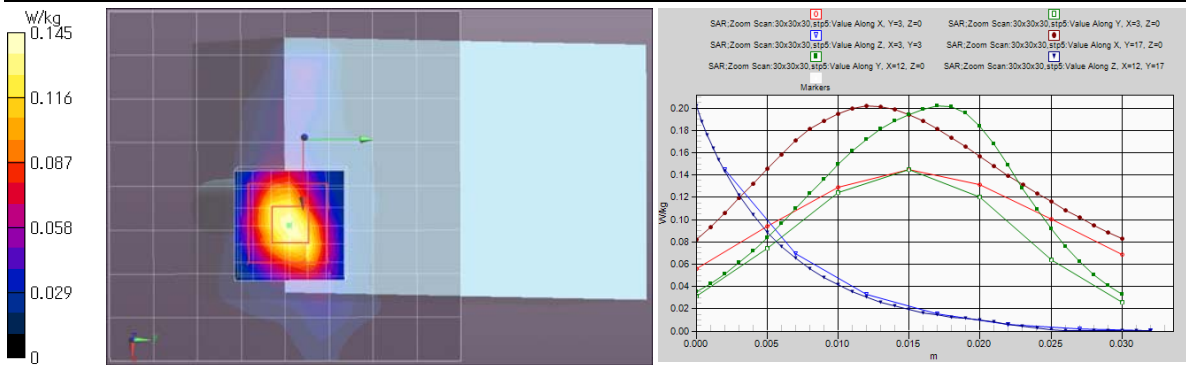 W/kg
0.145
0.116
0.087
0.058
0.029
0
SAR;Zoom Scan:30x30x30,stp5:Value Along X, Y=3, Z=0
SAR;Zoom Scan:30x30x30,stp5:Value Along Y, X=3, Z=0
SAR;Zoom Scan:30x30x30,stp5:Value Along Z, X=3, Y=3
SAR;Zoom Scan:30x30x30,stp5:Value Along X, Y=17, Z=0
SAR;Zoom Scan:30x30x30,stp5:Value Along Y, X=12, Z=0
SAR;Zoom Scan:30x30x30,stp5:Value Along Z, X=12, Y=17
Markers
0.20
0.18
0.16
0.14
0.12
0.10
0.08
0.06
0.04
0.02
0.00
W/kg
0.000 0.005 0.010 0.015 0.020 0.025 0.030
m